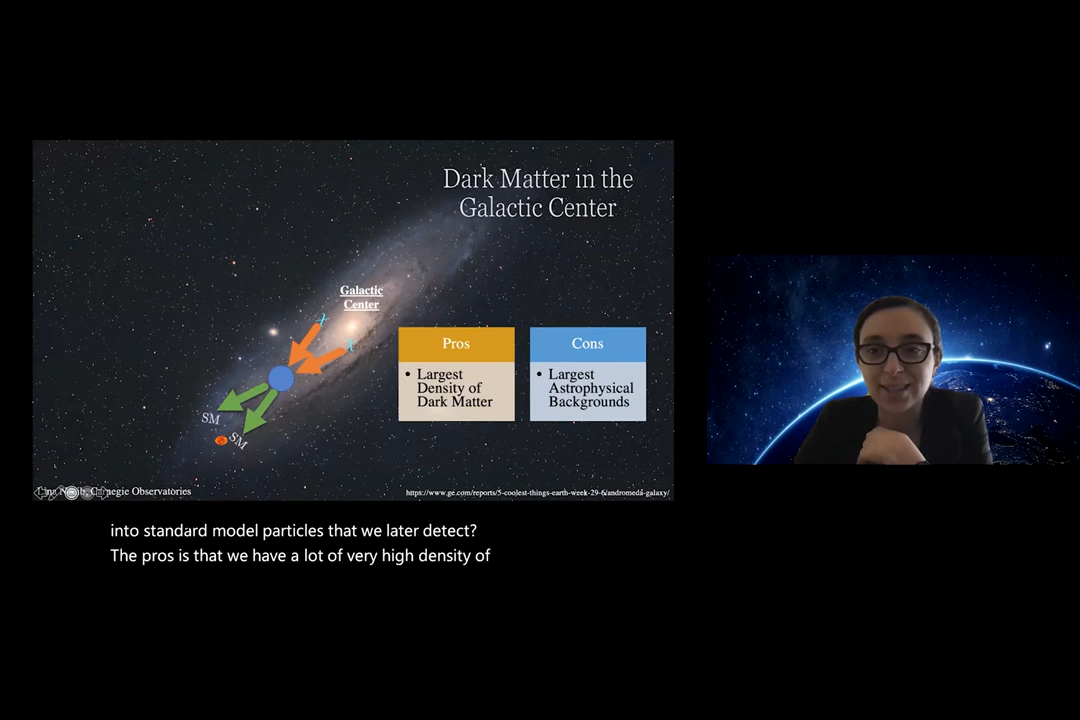 Dark Matter in the
Galactic Center
Galactic
Center
χ
χ
Pros
• Largest
Density of
Dark Matter
Cons
• Largest
Astrophysical
Backgrounds
SM
SM
Carnegie Observatories
https://www.ge.com/reports/5-coolest-things-earth-week-29-6/andromeda-galaxy/
into standard model particles that we later detect?
The pros is that we have a lot of very high density of